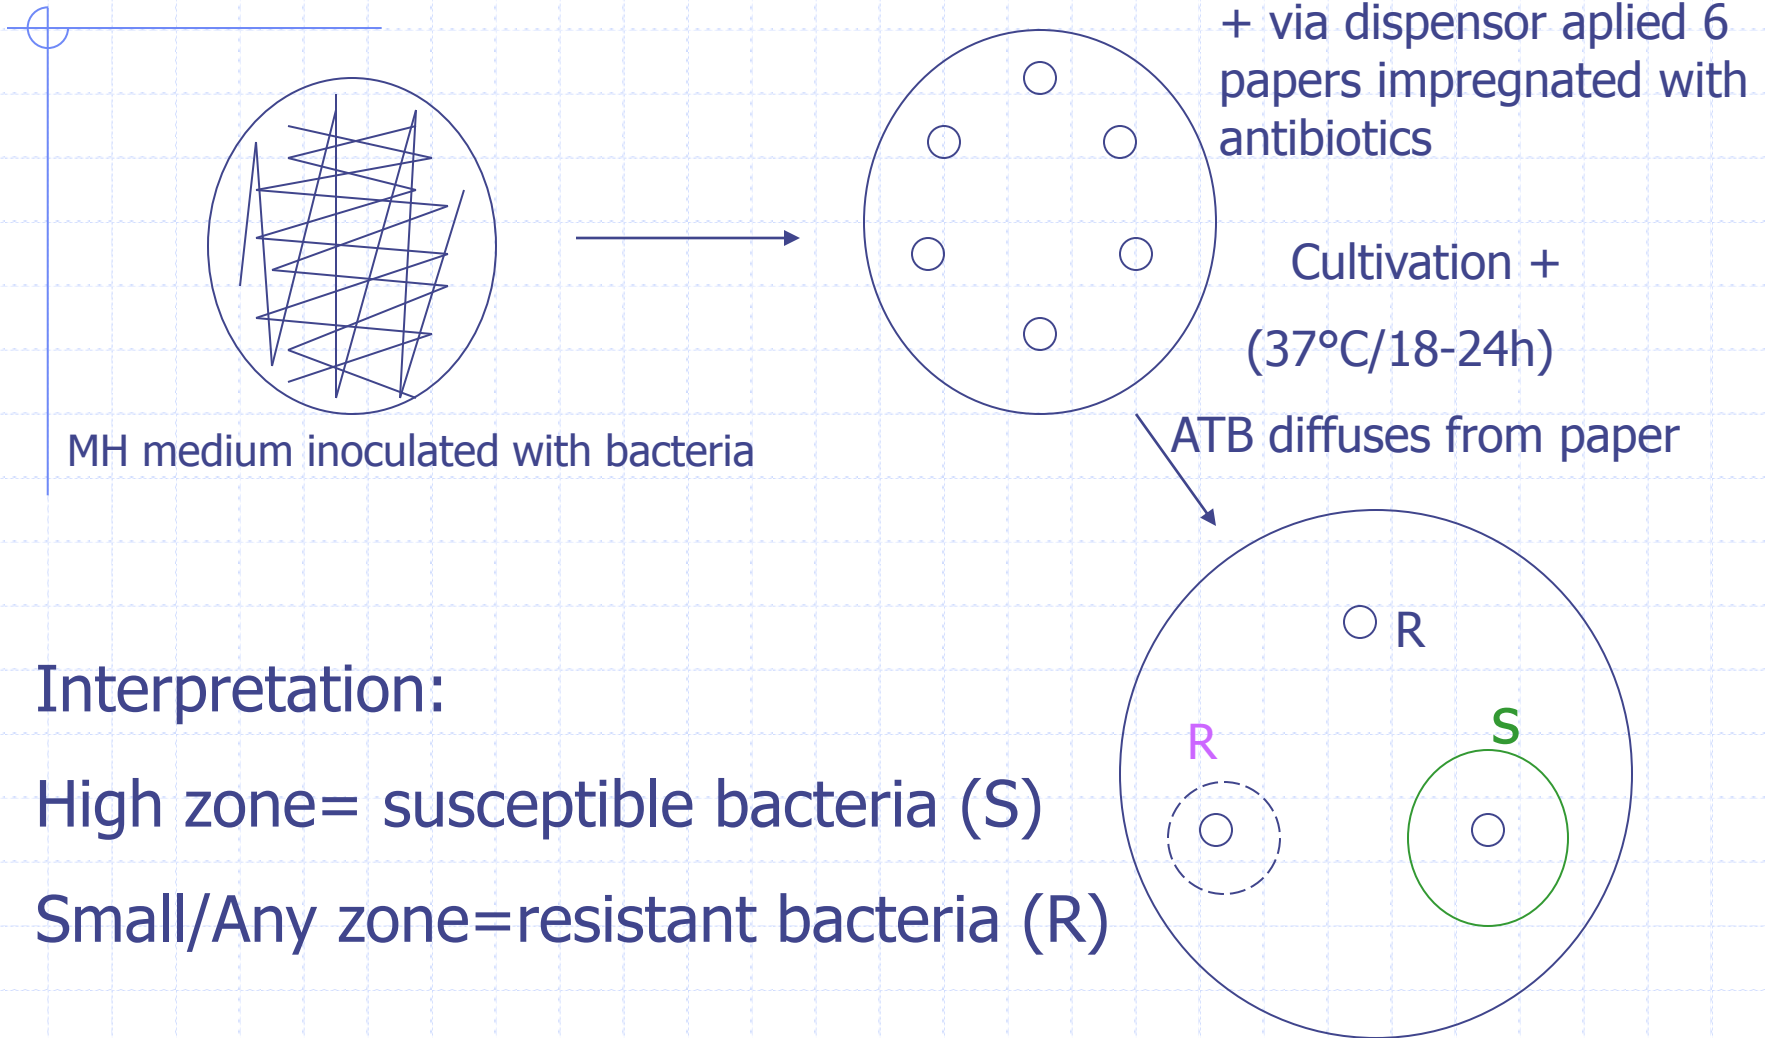 + via dispensor aplied 6
papers impregnated with
antibiotics
Cultivation +
(37°C/18-24h)
MH medium inoculated with bacteria
ATB diffuses from paper
R
R
S
Interpretation:
High zone= susceptible bacteria (S)
Small/Any zone=resistant bacteria (R)